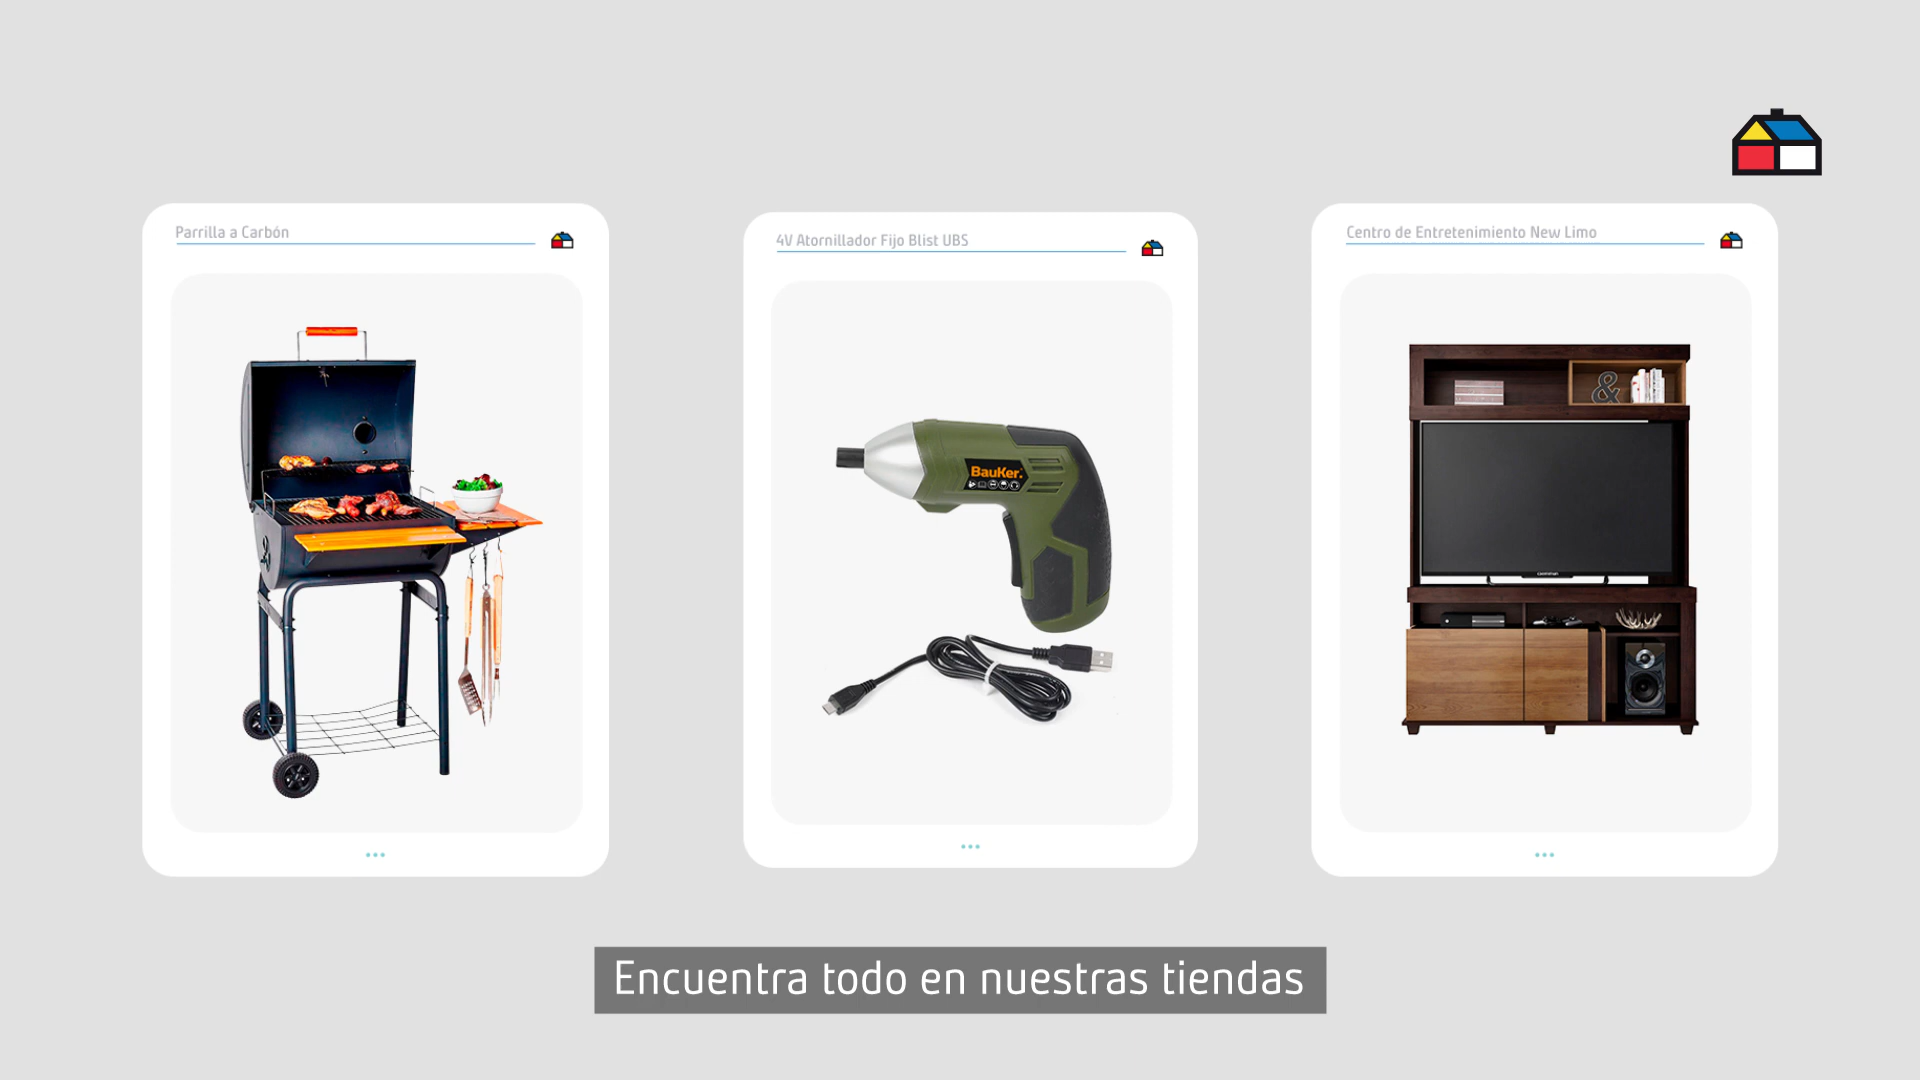 Parrilla a Carbón
4V Atornillador Fijo Blist UBS
Centro de Entretenimiento New Limo
&
BauKer.
Encuentra todo en nuestras tiendas